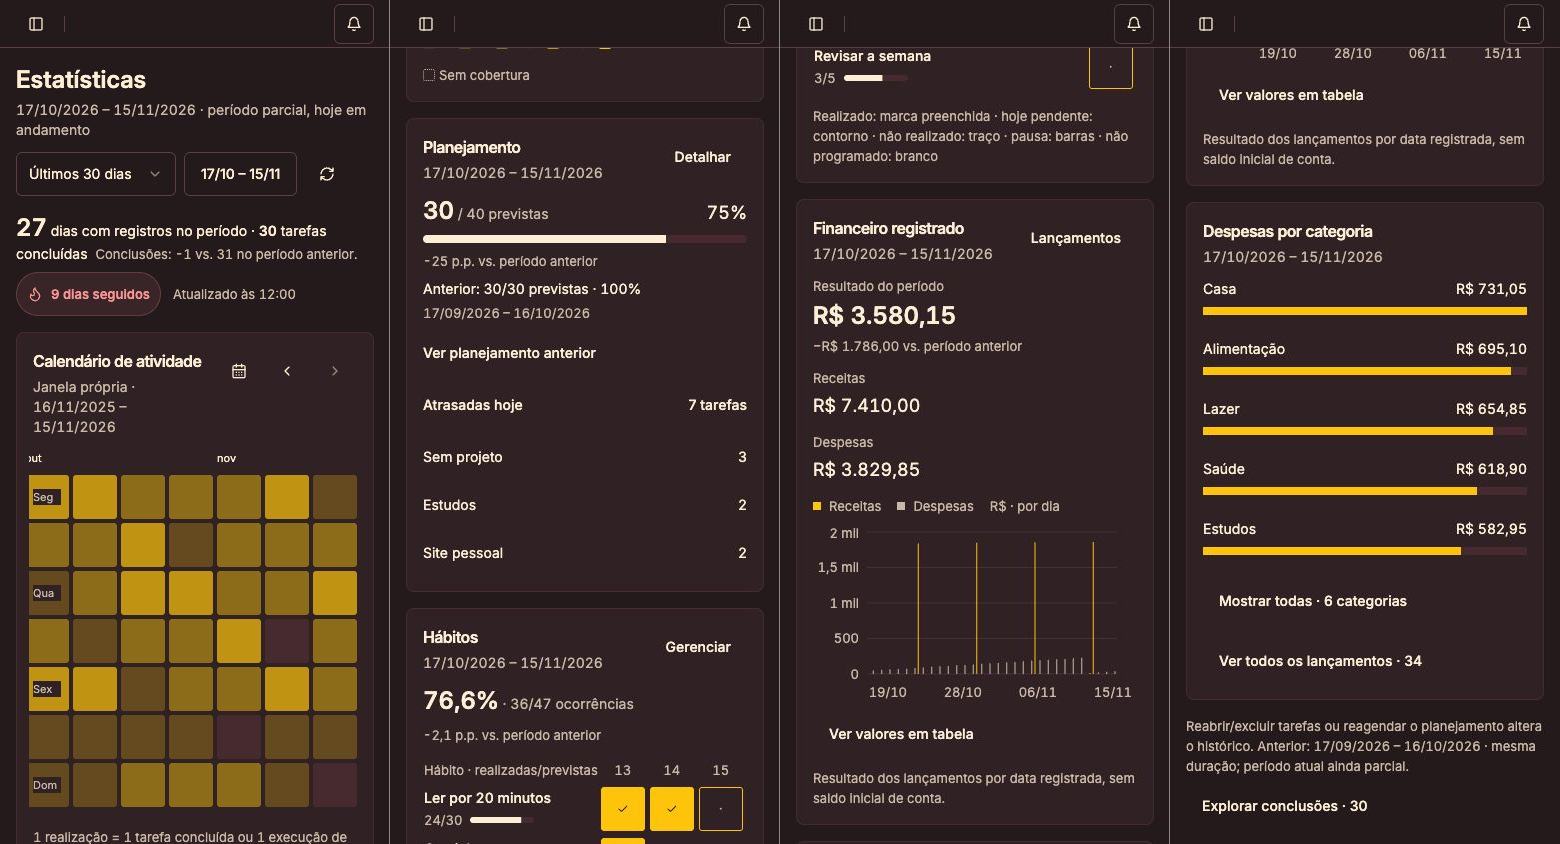 Estatísticas
17/10/2026 – 15/11/2026 · período parcial, hoje em
andamento
Últimos 30 dias
17/10 – 15/11
27 dias com registros no período · 30 tarefas
concluídas Conclusões: -1 vs. 31 no período anterior.
9 dias seguidos
Atualizado às 12:00
Calendário de atividade
Janela própria ·
16/11/2025 –
15/11/2026
out
nov
Seg
Qua
Sex
Dom
1 realização = 1 tarefa concluída ou 1 execução de
Sem cobertura
Planejamento
Detalhar
17/10/2026 – 15/11/2026
30 / 40 previstas
75%
-25 p.p. vs. período anterior
Anterior: 30/30 previstas · 100%
17/09/2026 – 16/10/2026
Ver planejamento anterior
Atrasadas hoje
7 tarefas
Sem projeto
3
Estudos
2
Site pessoal
2
Hábitos
Gerenciar
17/10/2026 – 15/11/2026
76,6% · 36/47 ocorrências
-2,1 p.p. vs. período anterior
Hábito · realizadas/previstas
13
14
15
Ler por 20 minutos
24/30
Revisar a semana
3/5
Realizado: marca preenchida · hoje pendente:
contorno · não realizado: traço · pausa: barras · não
programado: branco
Financeiro registrado
Lançamentos
17/10/2026 – 15/11/2026
Resultado do período
R$ 3.580,15
−R$ 1.786,00 vs. período anterior
Receitas
R$ 7.410,00
Despesas
R$ 3.829,85
Receitas
Despesas
R$ · por dia
2 mil
1,5 mil
1 mil
500
0
19/10
28/10
06/11
15/11
Ver valores em tabela
Resultado dos lançamentos por data registrada, sem
saldo inicial de conta.
19/10
28/10
06/11
15/11
Ver valores em tabela
Resultado dos lançamentos por data registrada, sem
saldo inicial de conta.
Despesas por categoria
17/10/2026 – 15/11/2026
Casa
R$ 731,05
Alimentação
R$ 695,10
Lazer
R$ 654,85
Saúde
R$ 618,90
Estudos
R$ 582,95
Mostrar todas · 6 categorias
Ver todos os lançamentos · 34
Reabrir/excluir tarefas ou reagendar o planejamento altera
o histórico. Anterior: 17/09/2026 – 16/10/2026 · mesma
duração; período atual ainda parcial.
Explorar conclusões · 30